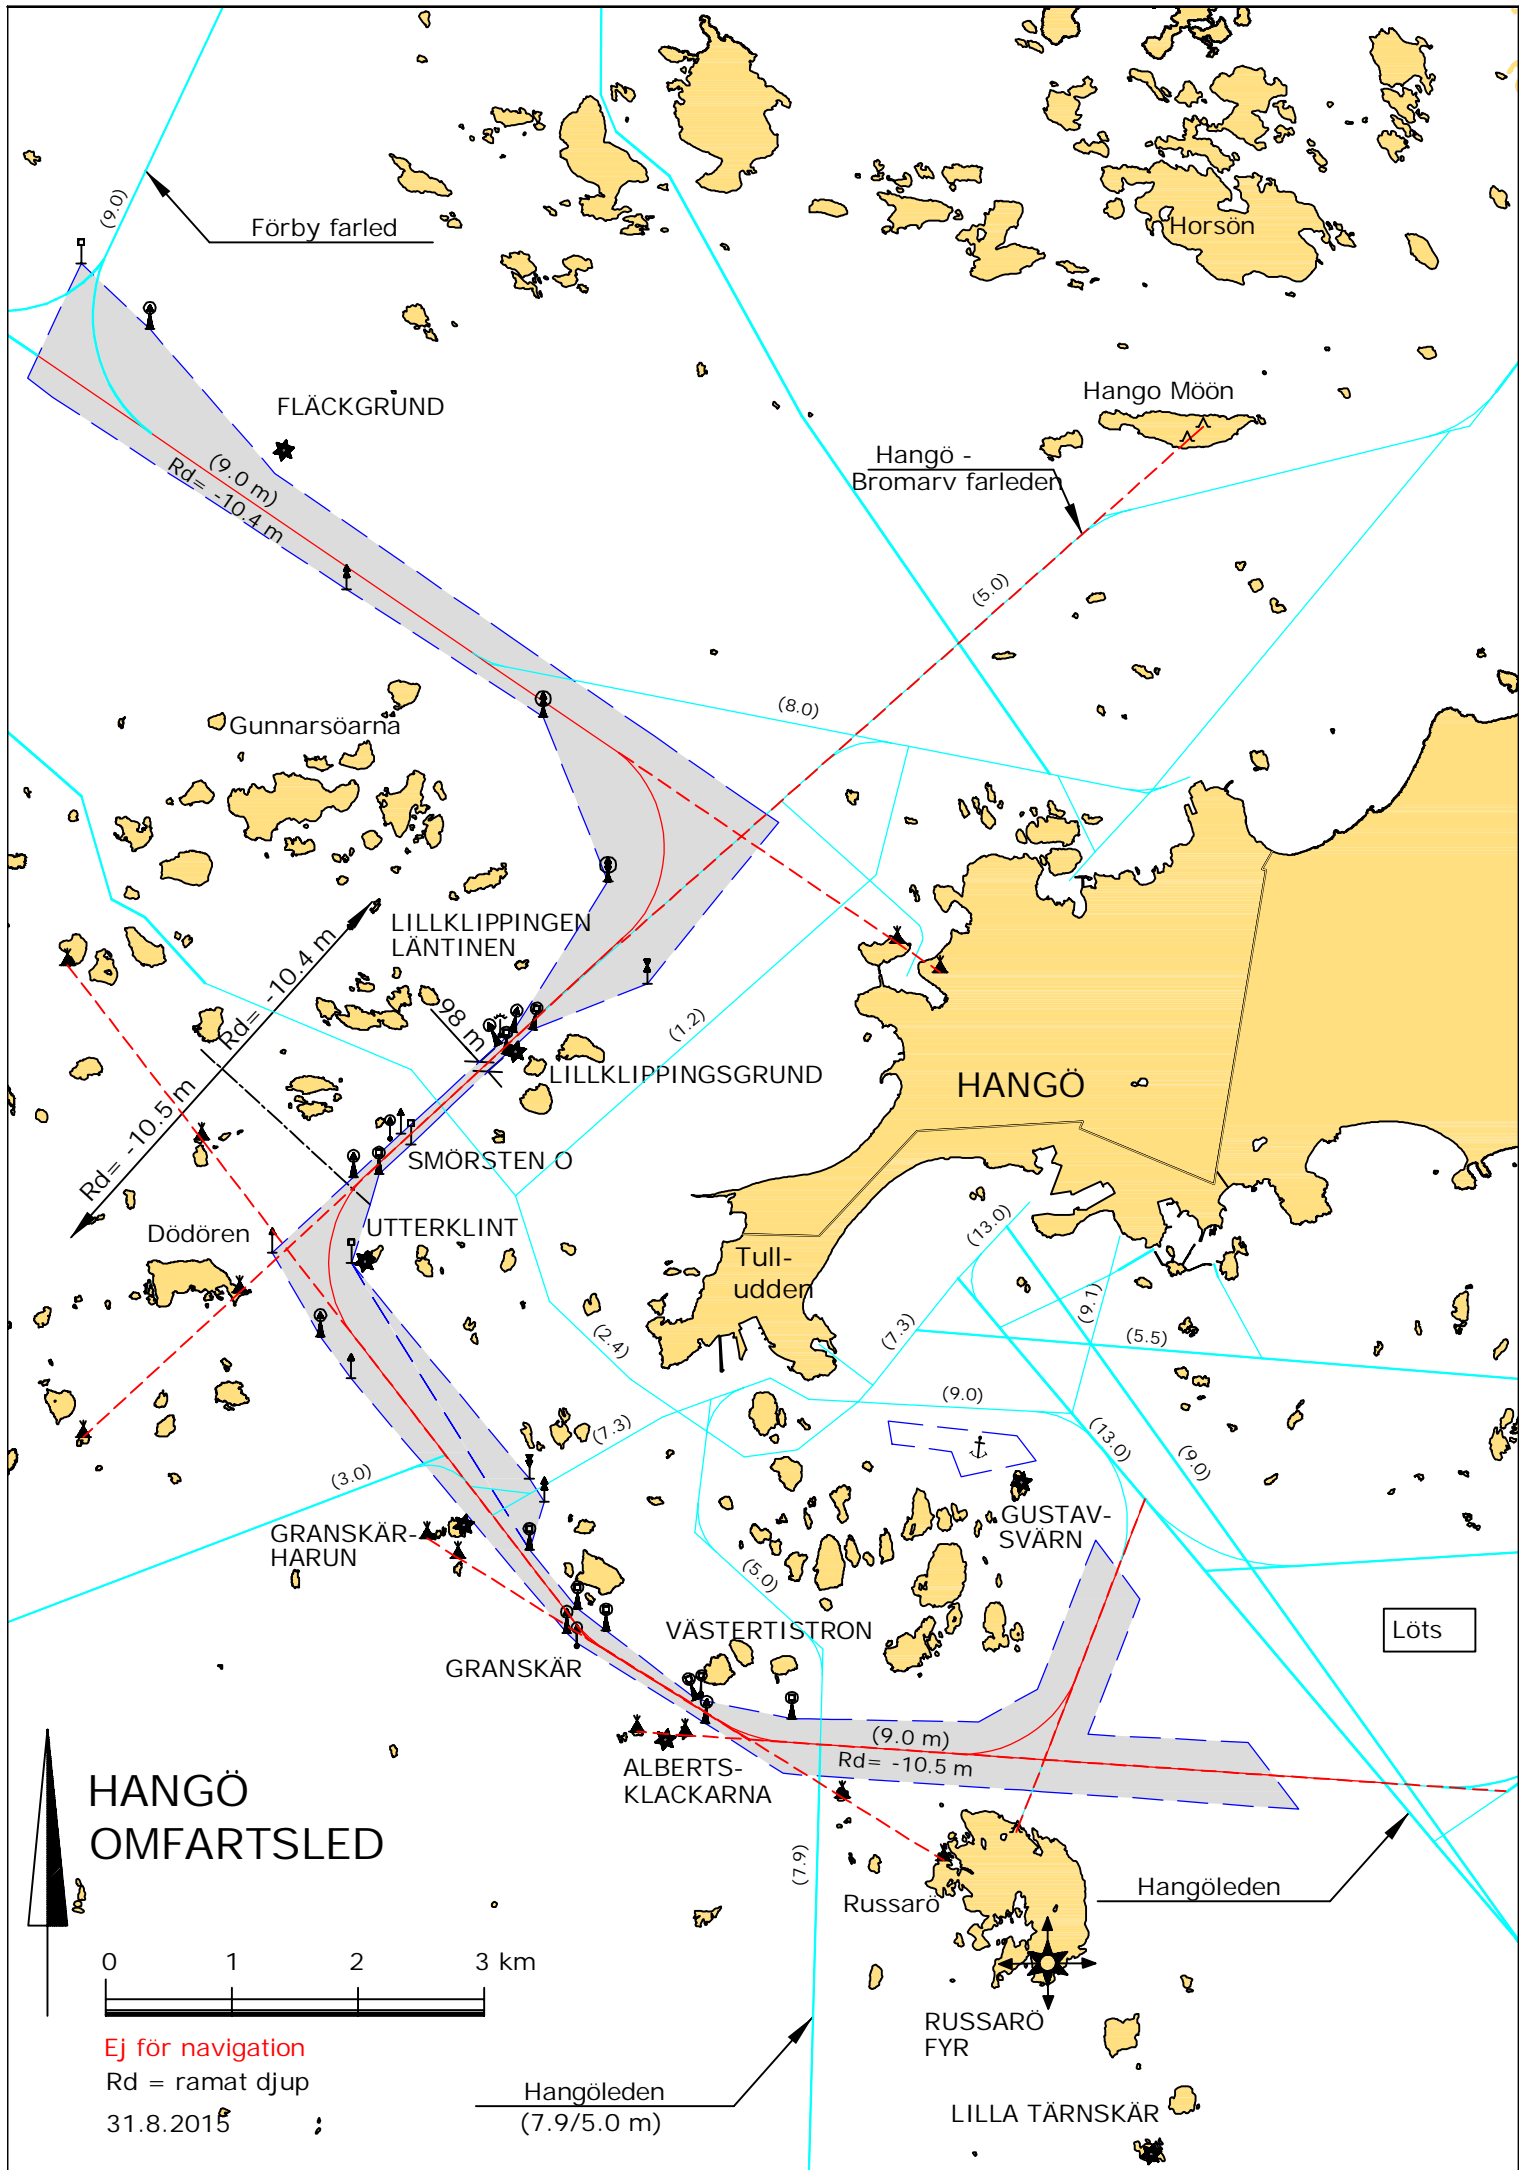 (9.0)
Förby farled
Horsön
FLÄCKGRUND
Hango Möön
(9.0 m)
Rd= -10.4 m
Hangö -
Bromarv farleden
(5.0)
(8.0)
Gunnarsöarna
LILLKLIPPINGEN
LÄNTINEN
Rd= -10.4 m
98 m
(1.2)
LILLKLIPPINGSGRUND
HANGÖ
Rd= -10.5 m
SMÖRSTEN O
Dödören
UTTERKLINT
Tull-
udden
(13.0)
(9.1)
(2.4)
(7.3)
(5.5)
(9.0)
(7.3)
(13.0)
(9.0)
(3.0)
GRANSKÄR-
HARUN
GUSTAV-
SVÄRN
(5.0)
VÄSTERTISTRON
Löts
GRANSKÄR
(9.0 m)
Rd= -10.5 m
ALBERTS-
KLACKARNA
HANGÖ
OMFARTSLED
(7.9)
Russarö
Hangöleden
0 1 2 3 km
RUSSARÖ
FYR
Ej för navigation
Rd = ramat djup
31.8.2015
Hangöleden
(7.9/5.0 m)
LILLA TÄRNSKÄR